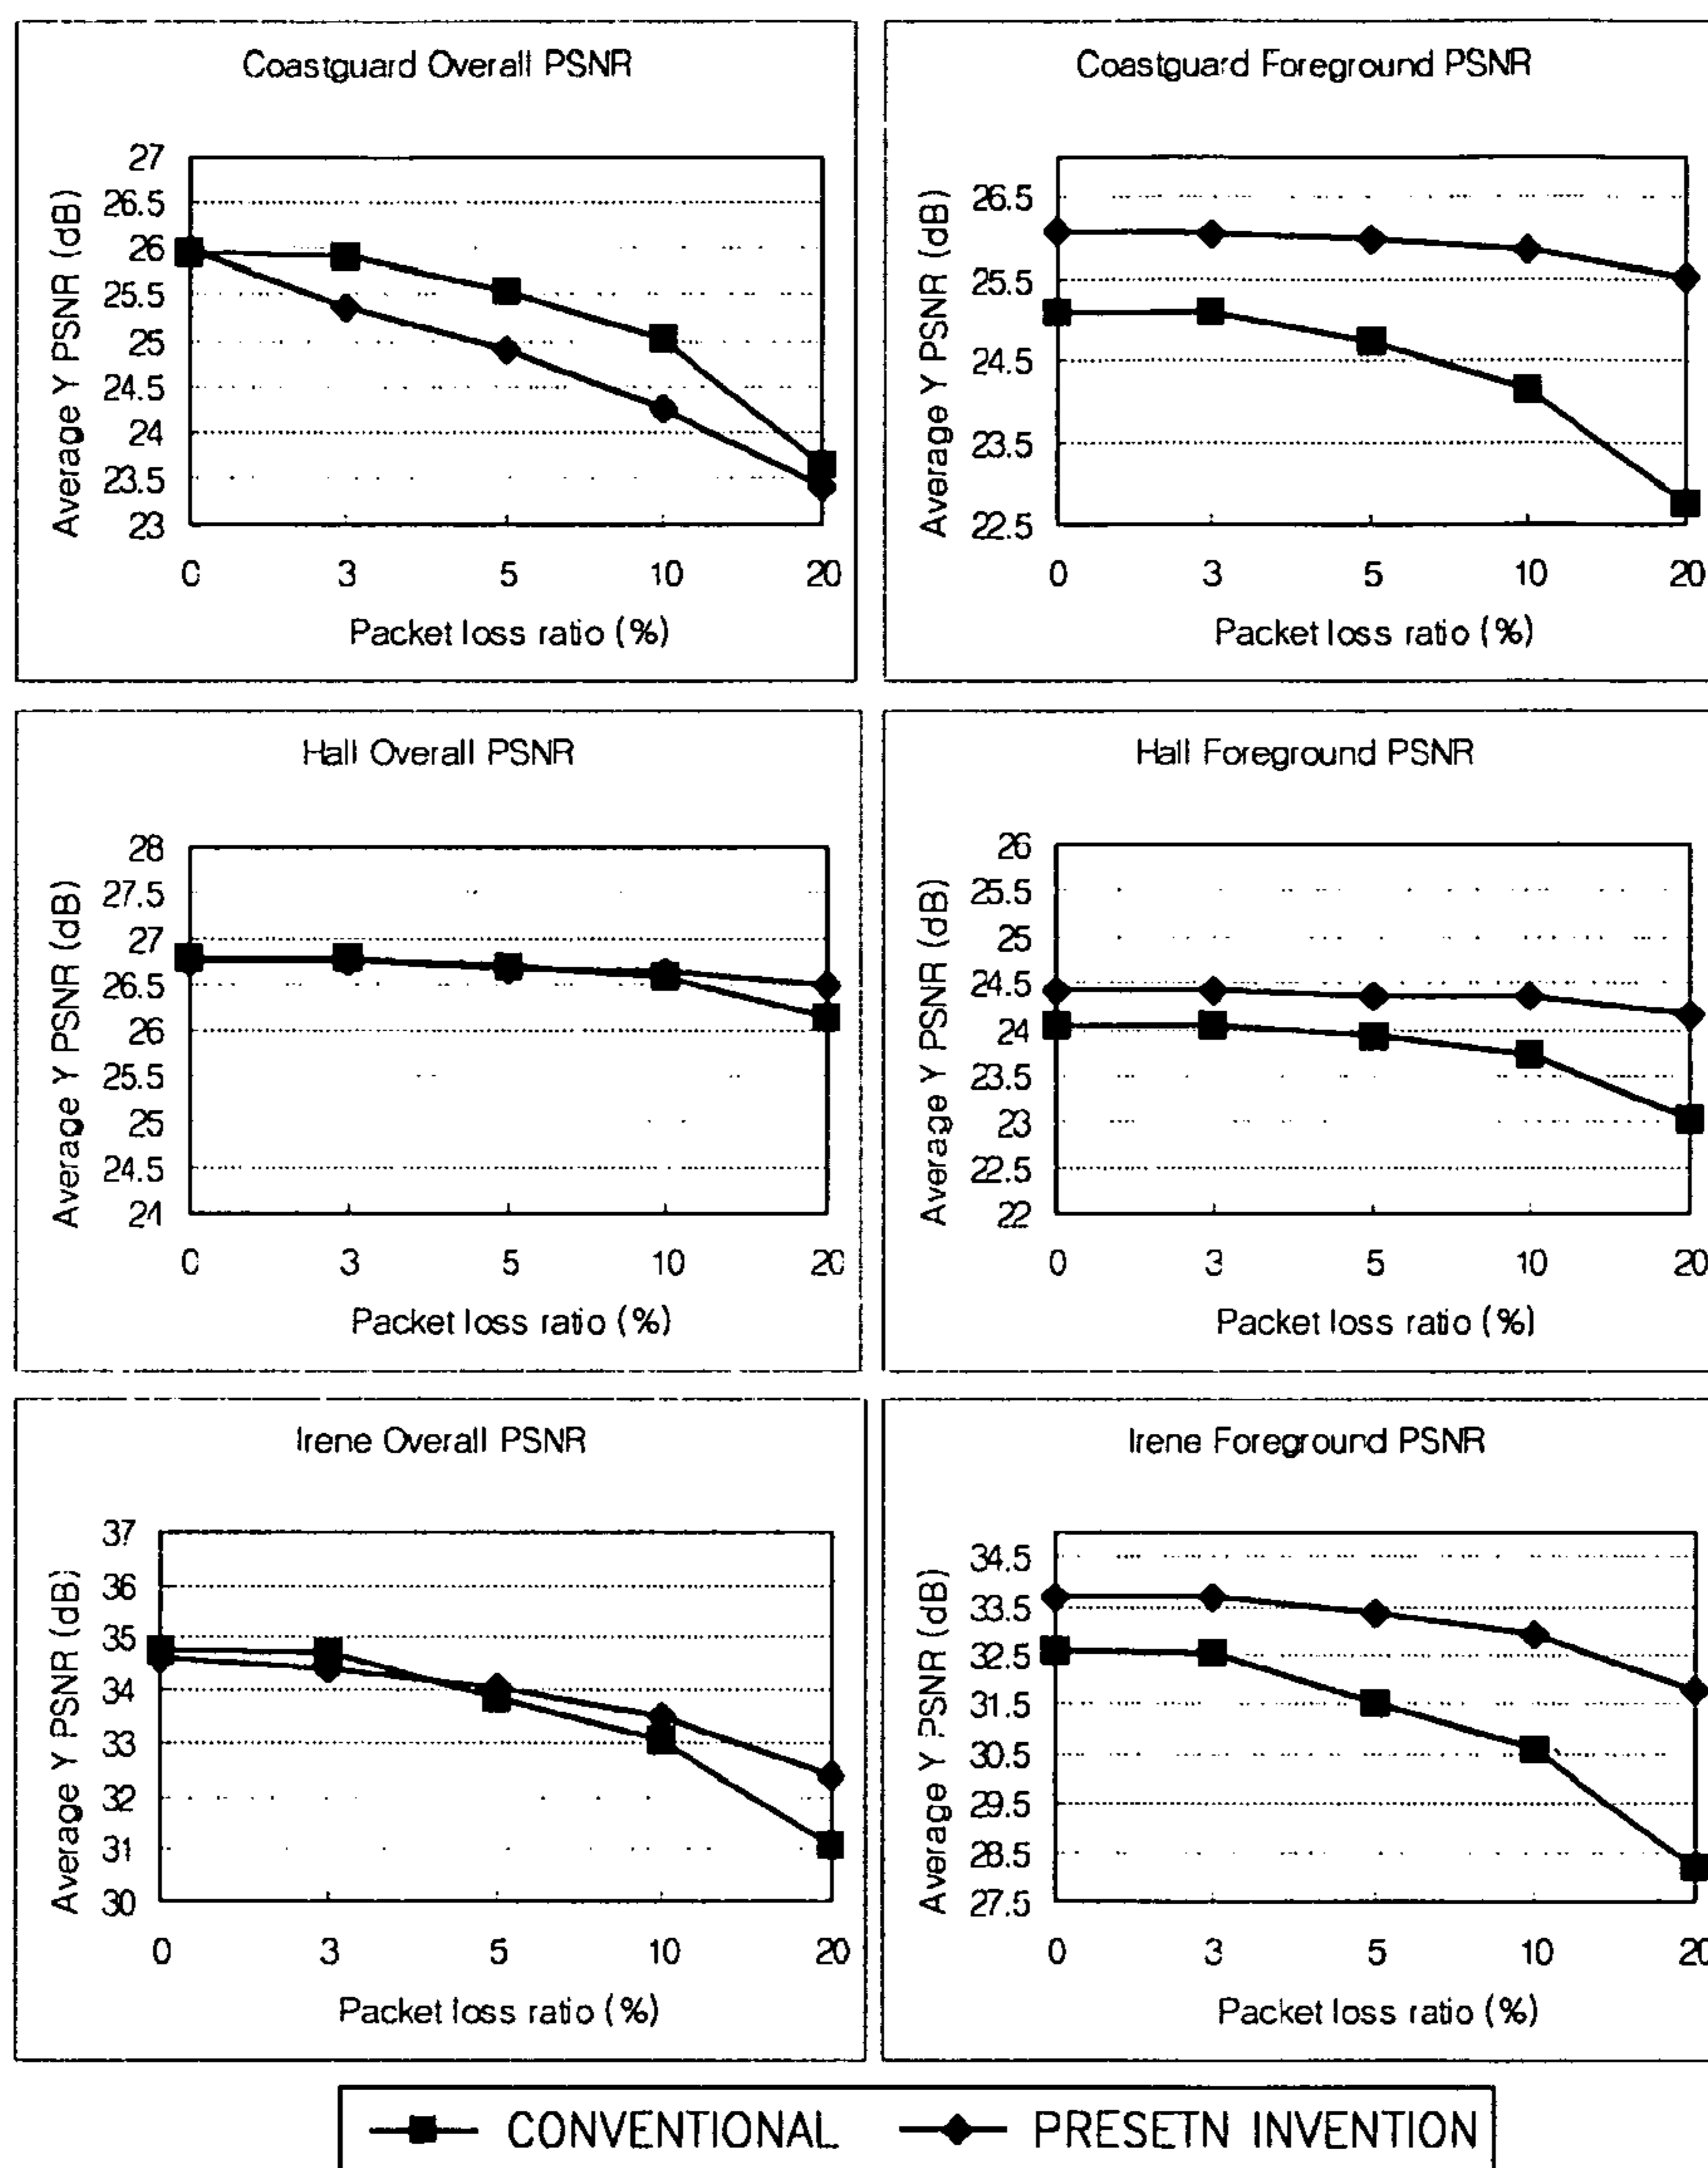 Coastguard Overall PSNR
Average Y PSNR (dB)
27
26.5
26
25.5
25
24.5
24
23.5
23
0 3 5 10 20
Packet loss ratio (%)
Coastguard Foreground PSNR
Average Y PSNR (dB)
26.5
25.5
24.5
23.5
22.5
0 3 5 10 20
Packet loss ratio (%)
Hall Overall PSNR
Average Y PSNR (dB)
28
27.5
27
26.5
26
25.5
25
24.5
24
0 3 5 10 20
Packet loss ratio (%)
Hall Foreground PSNR
Average Y PSNR (dB)
26
25.5
25
24.5
24
23.5
23
22.5
22
0 3 5 10 20
Packet loss ratio (%)
Irene Overall PSNR
Average Y PSNR (dB)
37
36
35
34
33
32
31
30
0 3 5 10 20
Packet loss ratio (%)
Irene Foreground PSNR
Average Y PSNR (dB)
34.5
33.5
32.5
31.5
30.5
29.5
28.5
27.5
0 3 5 10 20
Packet loss ratio (%)
CONVENTIONAL PRESETN INVENTION